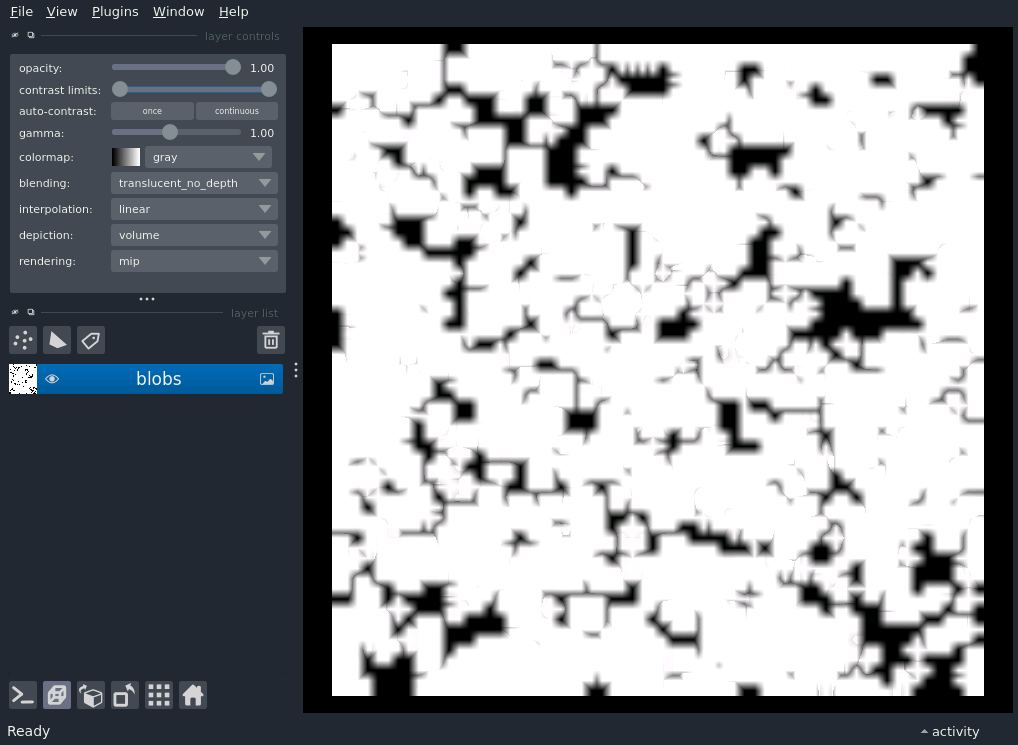 File View Plugins Window Help
layer controls
opacity: 1.00
contrast limits:
auto-contrast: once continuous
gamma: 1.00
colormap: gray
blending: translucent_no_depth
interpolation: linear
depiction: volume
rendering: mip
layer list
blobs
Ready
activity